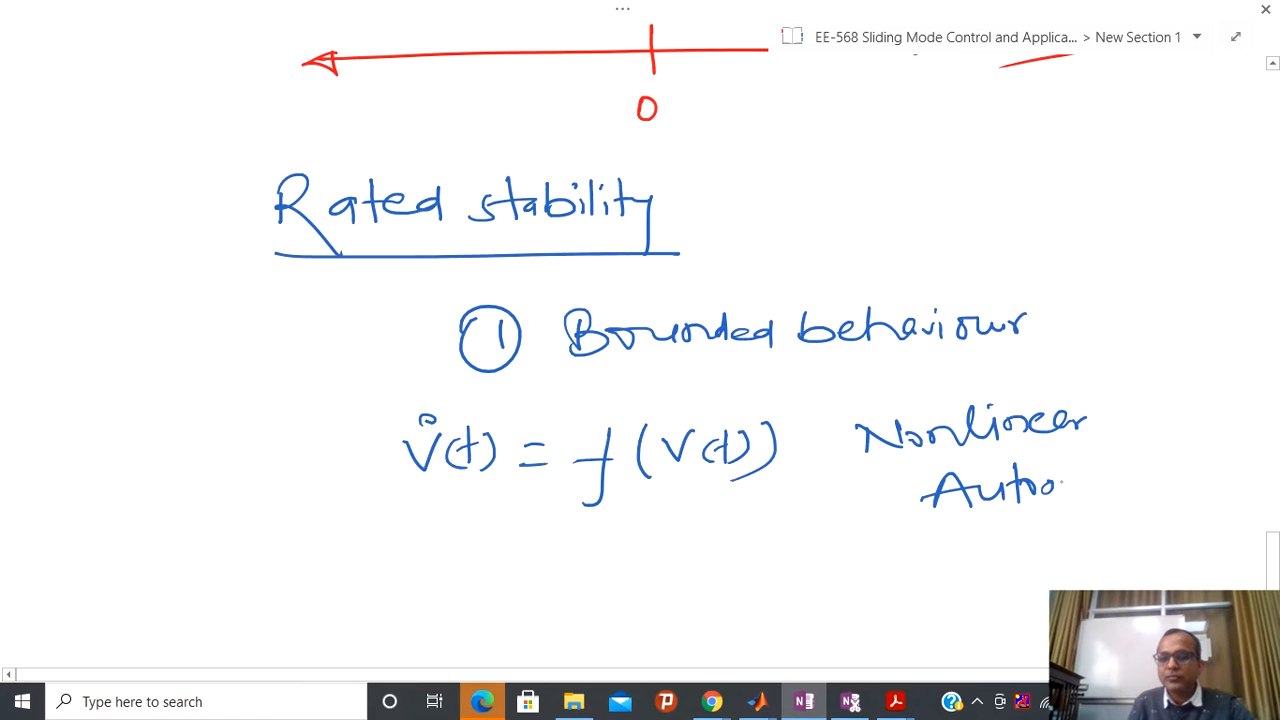 EE-568 Sliding Mode Control and Applica... > New Section 1
0
Rated stability
① Bounded behaviour
V̇(t) = f(V(t)) Nonlinear
Auto
Type here to search